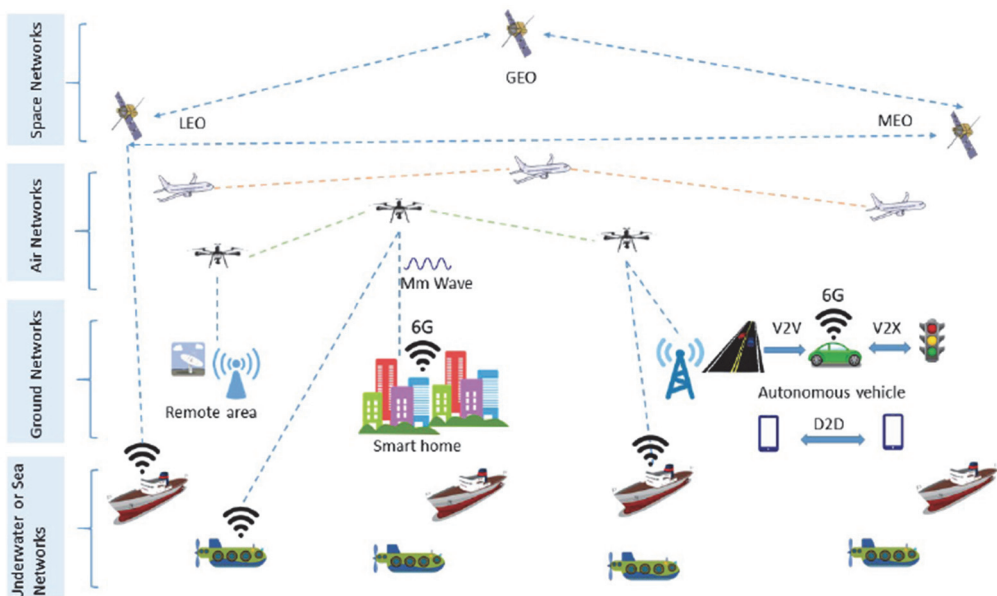 Space Networks
GEO
LEO
MEO
Air Networks
Mm Wave
Ground Networks
Remote area
6G
Smart home
6G
V2V
V2X
Autonomous vehicle
D2D
Underwater or Sea
Networks